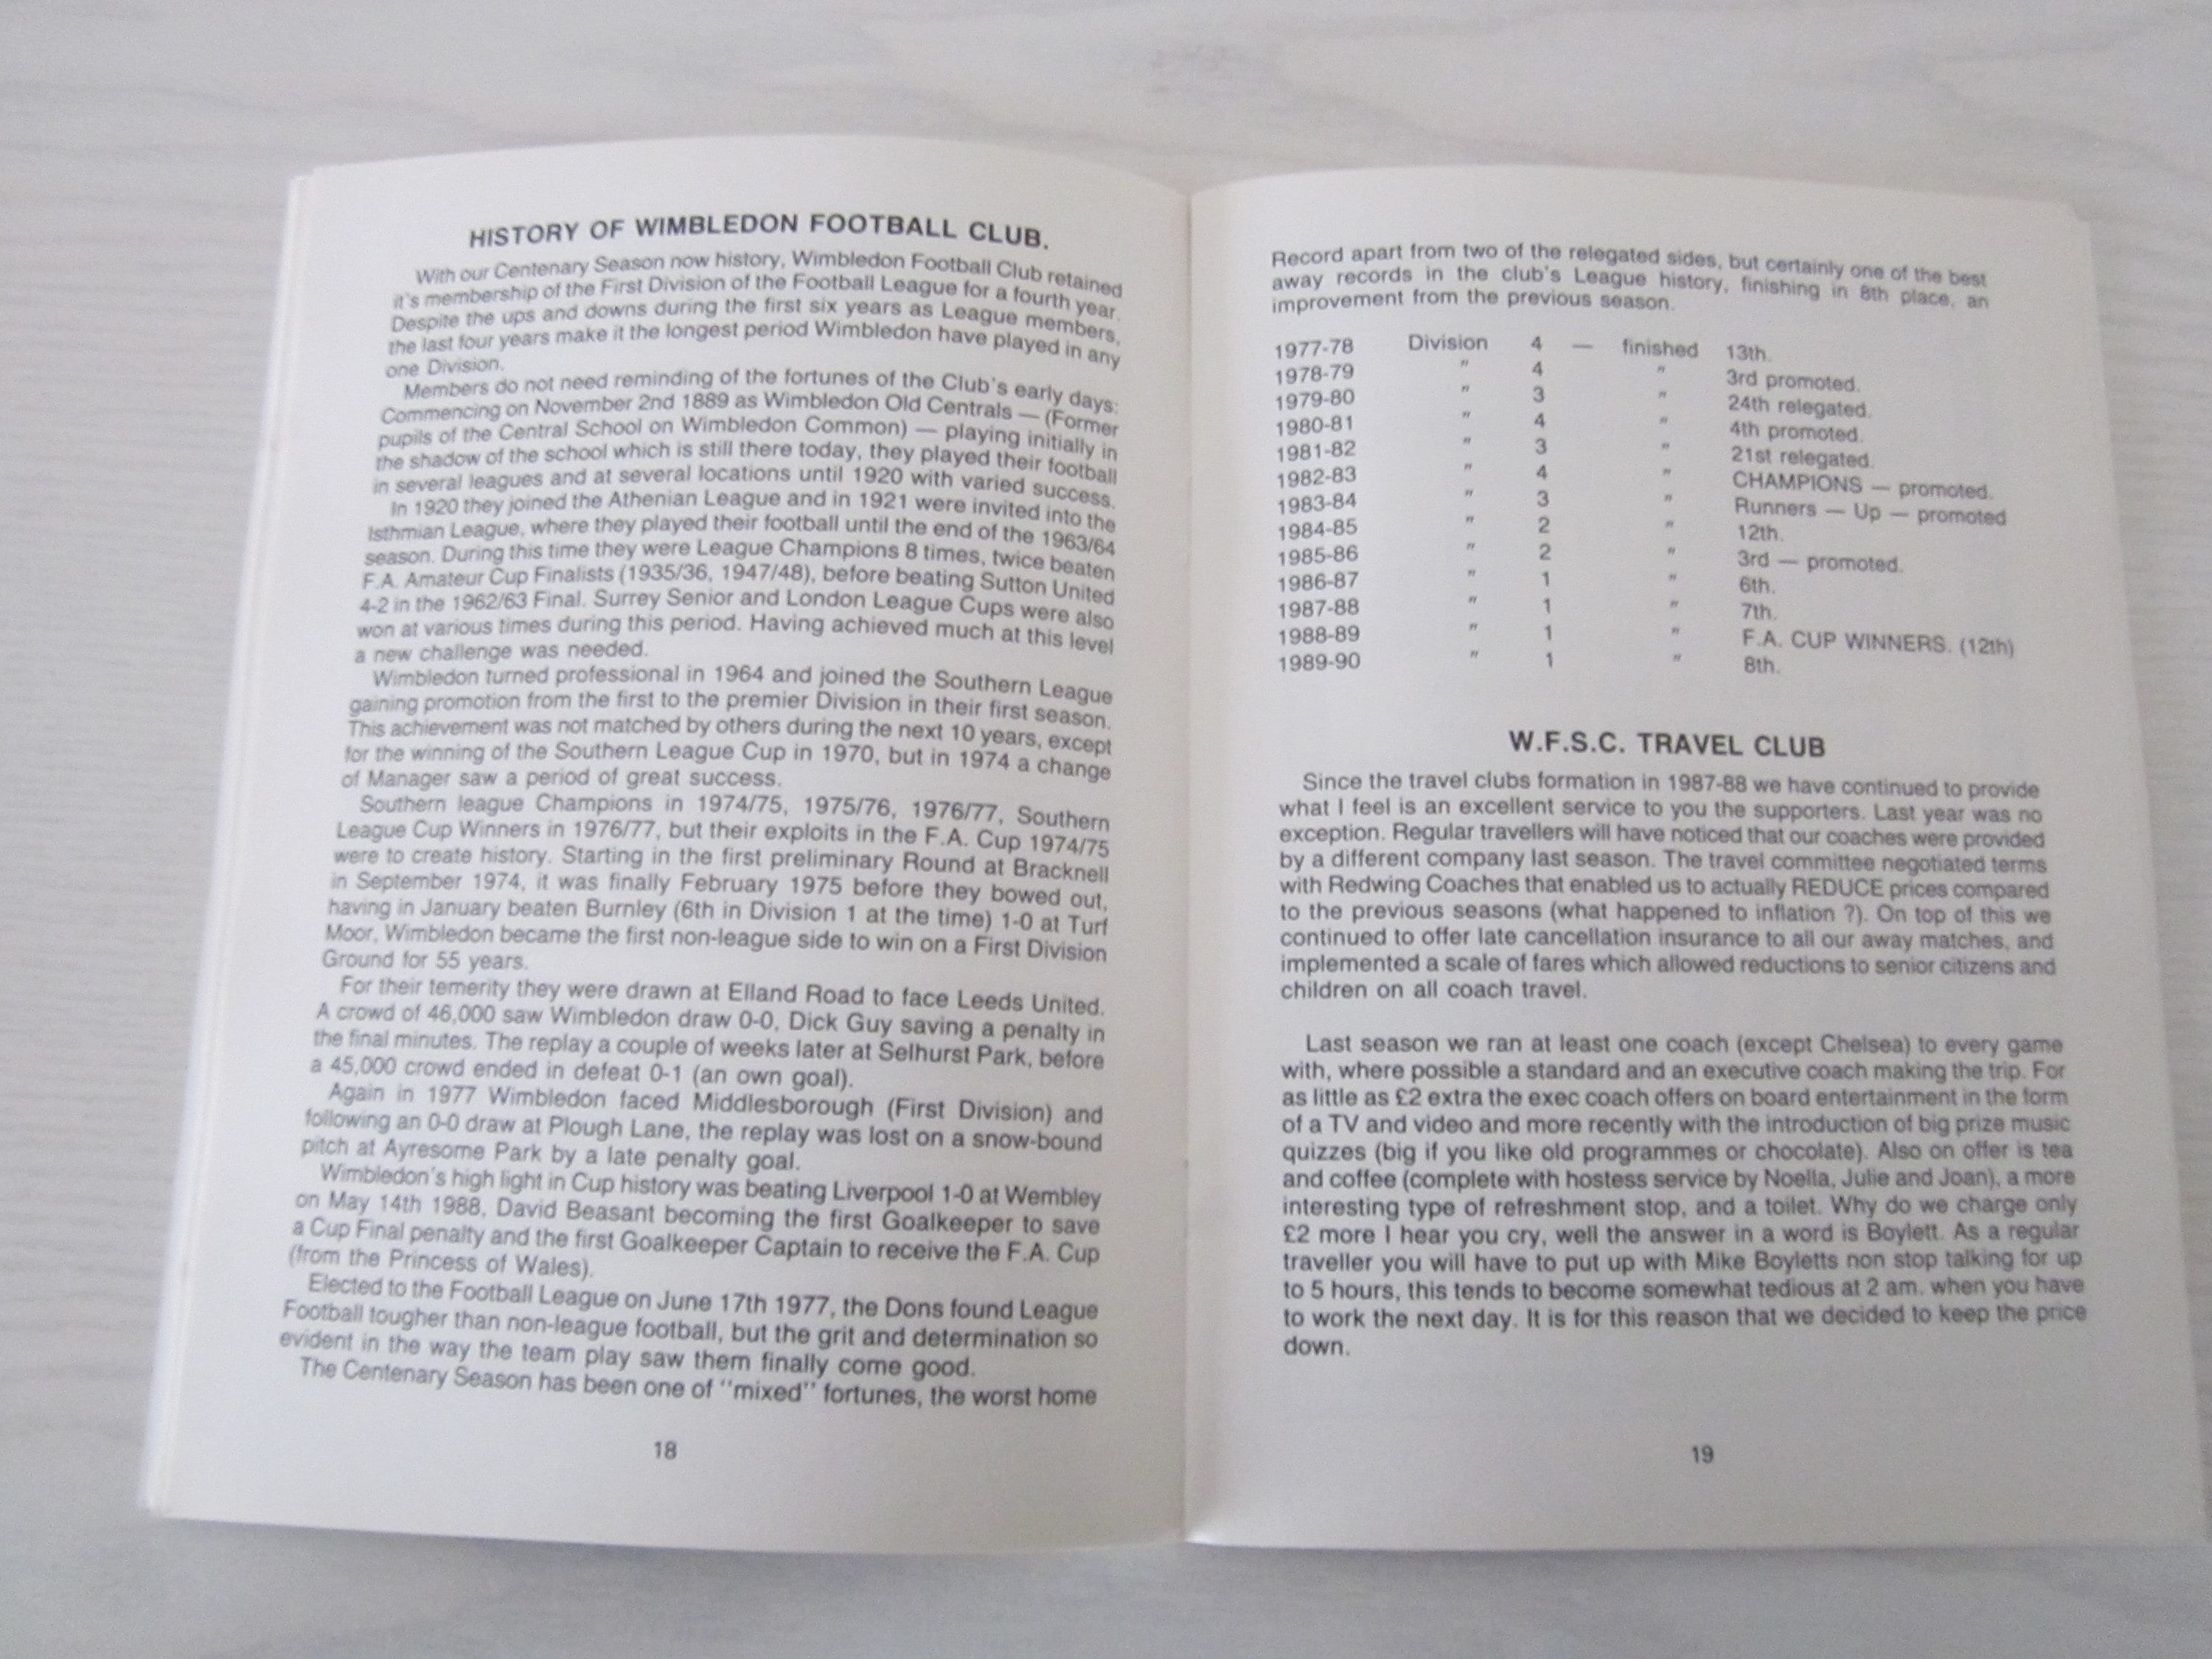 HISTORY OF WIMBLEDON FOOTBALL CLUB.
With our Centenary Season now history, Wimbledon Football Club retained
it's membership of the First Division of the Football League for a fourth year.
Despite the ups and downs during the first six years as League members,
the last four years make it the longest period Wimbledon have played in any
one Division.
Members do not need reminding of the fortunes of the Club's early days:
Commencing on November 2nd 1889 as Wimbledon Old Centrals — (Former
pupils of the Central School on Wimbledon Common) — playing initially in
the shadow of the school which is still there today, they played their football
in several leagues and at several locations until 1920 with varied success.
In 1920 they joined the Athenian League and in 1921 were invited into the
Isthmian League, where they played their football until the end of the 1963/64
season. During this time they were League Champions 8 times, twice beaten
F.A. Amateur Cup Finalists (1935/36, 1947/48), before beating Sutton United
4-2 in the 1962/63 Final. Surrey Senior and London League Cups were also
won at various times during this period. Having achieved much at this level
a new challenge was needed.
Wimbledon turned professional in 1964 and joined the Southern League
gaining promotion from the first to the premier Division in their first season.
This achievement was not matched by others during the next 10 years, except
for the winning of the Southern League Cup in 1970, but in 1974 a change
of Manager saw a period of great success.
Southern league Champions in 1974/75, 1975/76, 1976/77, Southern
League Cup Winners in 1976/77, but their exploits in the F.A. Cup 1974/75
were to create history. Starting in the first preliminary Round at Bracknell
in September 1974, it was finally February 1975 before they bowed out,
having in January beaten Burnley (6th in Division 1 at the time) 1-0 at Turf
Moor, Wimbledon became the first non-league side to win on a First Division
Ground for 55 years.
For their temerity they were drawn at Elland Road to face Leeds United.
A crowd of 46,000 saw Wimbledon draw 0-0, Dick Guy saving a penalty in
the final minutes. The replay a couple of weeks later at Selhurst Park, before
a 45,000 crowd ended in defeat 0-1 (an own goal).
Again in 1977 Wimbledon faced Middlesborough (First Division) and
following an 0-0 draw at Plough Lane, the replay was lost on a snow-bound
pitch at Ayresome Park by a late penalty goal.
Wimbledon's high light in Cup history was beating Liverpool 1-0 at Wembley
on May 14th 1988, David Beasant becoming the first Goalkeeper to save
a Cup Final penalty and the first Goalkeeper Captain to receive the F.A. Cup
(from the Princess of Wales).
Elected to the Football League on June 17th 1977, the Dons found League
Football tougher than non-league football, but the grit and determination so
evident in the way the team play saw them finally come good.
The Centenary Season has been one of "mixed" fortunes, the worst home
18
Record apart from two of the relegated sides, but certainly one of the best
away records in the club's League history, finishing in 8th place, an
improvement from the previous season.
1977-78 Division 4 — finished 13th.
1978-79 " 4 " 3rd promoted.
1979-80 " 3 " 24th relegated.
1980-81 " 4 " 4th promoted.
1981-82 " 3 " 21st relegated.
1982-83 " 4 " CHAMPIONS — promoted.
1983-84 " 3 " Runners — Up — promoted
1984-85 " 2 " 12th.
1985-86 " 2 " 3rd — promoted.
1986-87 " 1 " 6th.
1987-88 " 1 " 7th.
1988-89 " 1 " F.A. CUP WINNERS. (12th)
1989-90 " 1 " 8th.
W.F.S.C. TRAVEL CLUB
Since the travel clubs formation in 1987-88 we have continued to provide
what I feel is an excellent service to you the supporters. Last year was no
exception. Regular travellers will have noticed that our coaches were provided
by a different company last season. The travel committee negotiated terms
with Redwing Coaches that enabled us to actually REDUCE prices compared
to the previous seasons (what happened to inflation ?). On top of this we
continued to offer late cancellation insurance to all our away matches, and
implemented a scale of fares which allowed reductions to senior citizens and
children on all coach travel.
Last season we ran at least one coach (except Chelsea) to every game
with, where possible a standard and an executive coach making the trip. For
as little as £2 extra the exec coach offers on board entertainment in the form
of a TV and video and more recently with the introduction of big prize music
quizzes (big if you like old programmes or chocolate). Also on offer is tea
and coffee (complete with hostess service by Noella, Julie and Joan), a more
interesting type of refreshment stop, and a toilet. Why do we charge only
£2 more I hear you cry, well the answer in a word is Boylett. As a regular
traveller you will have to put up with Mike Boyletts non stop talking for up
to 5 hours, this tends to become somewhat tedious at 2 am. when you have
to work the next day. It is for this reason that we decided to keep the price
down.
19